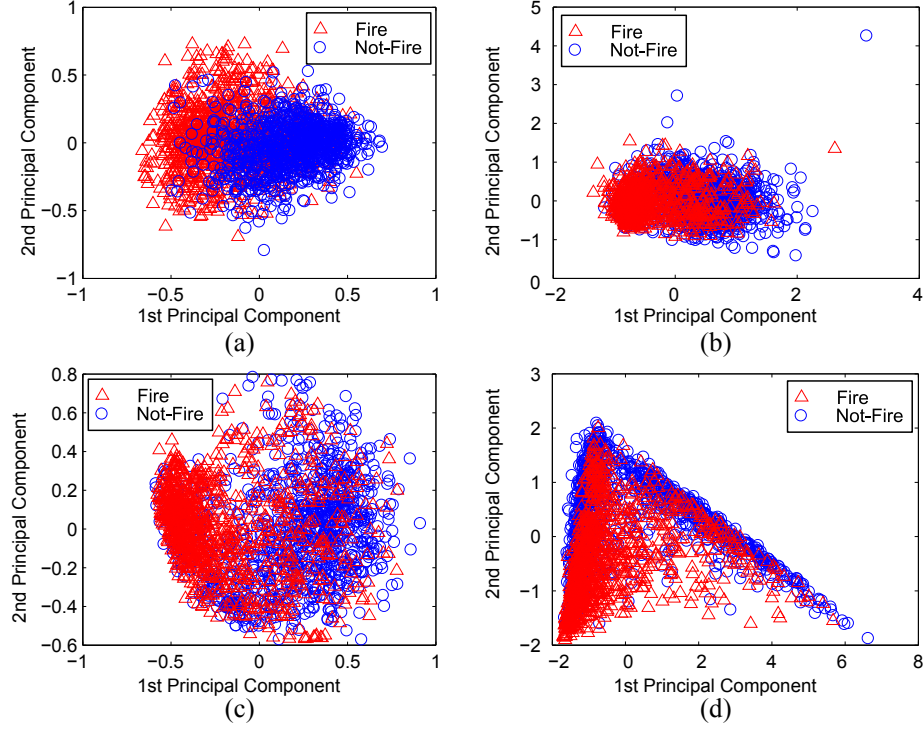 Fire
Not-Fire
1
0.5
0
−0.5
−1
2nd Principal Component
−1
−0.5
0
0.5
1
1st Principal Component
(a)
Fire
Not-Fire
5
4
3
2
1
0
−1
0
2nd Principal Component
−2
0
2
4
1st Principal Component
(b)
Fire
Not-Fire
0.8
0.6
0.4
0.2
0
−0.2
−0.4
−0.6
2nd Principal Component
−1
−0.5
0
0.5
1
1st Principal Component
(c)
Fire
Not-Fire
3
2
1
0
−1
−2
2nd Principal Component
−2
0
2
4
6
8
1st Principal Component
(d)